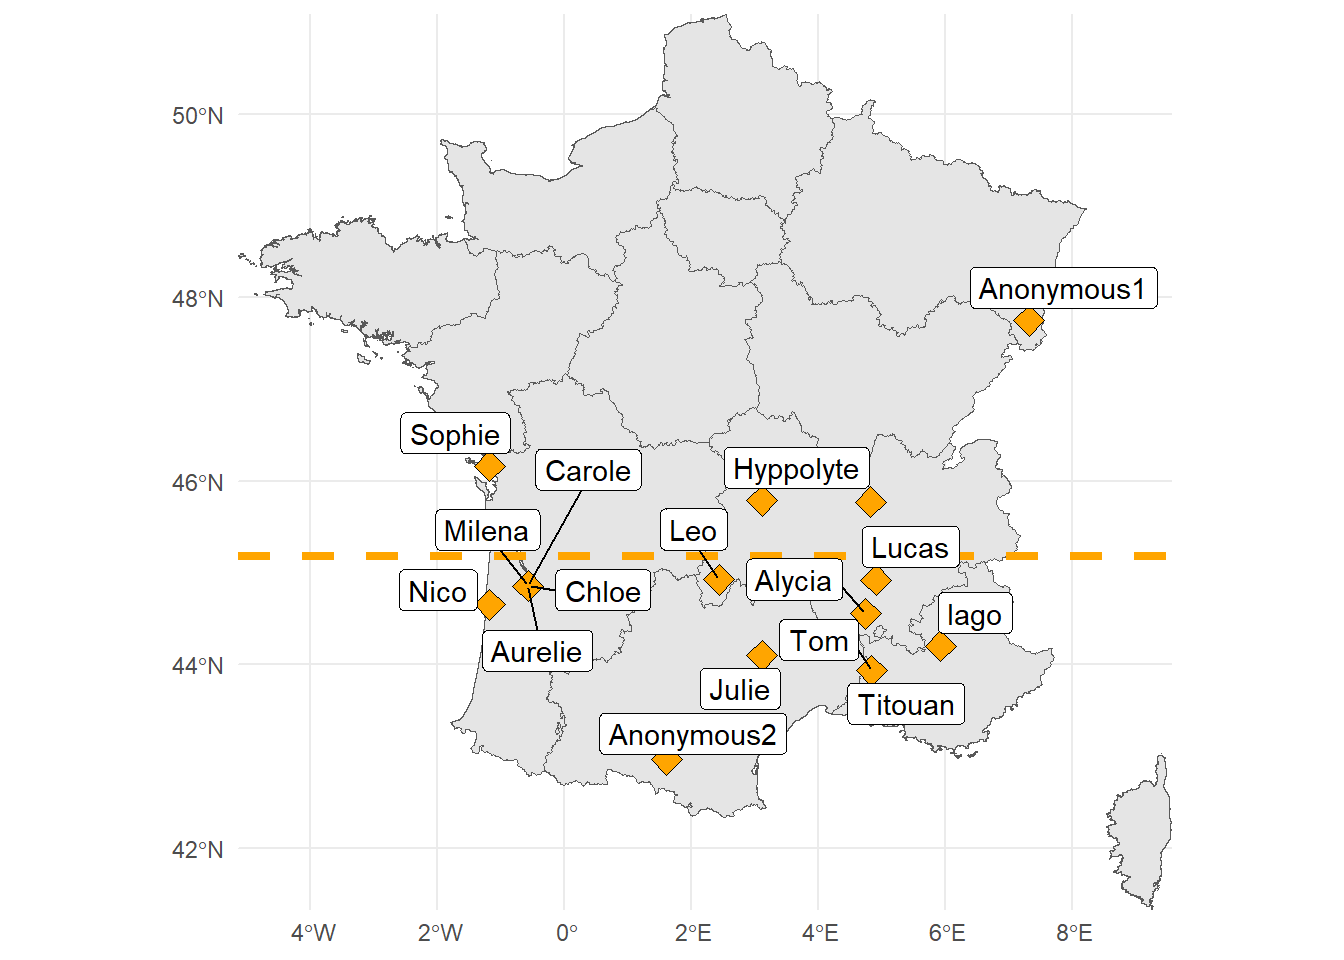 50°N
48°N
46°N
44°N
42°N
Anonymous1
Sophie
Carole
Hyppolyte
Milena
Leo
Lucas
Nico
Chloe
Alycia
Iago
Aurelie
Tom
Julie
Titouan
Anonymous2
4°W
2°W
0°
2°E
4°E
6°E
8°E